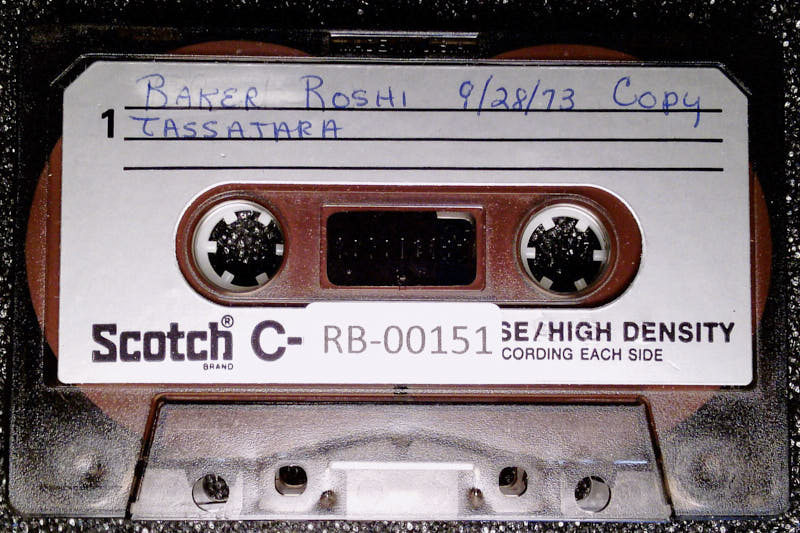 BAKER ROSHI 9/28/73 COPY
1 TASSAJARA
Scotch® C- RB-00151 SE/HIGH DENSITY
BRAND CORDING EACH SIDE